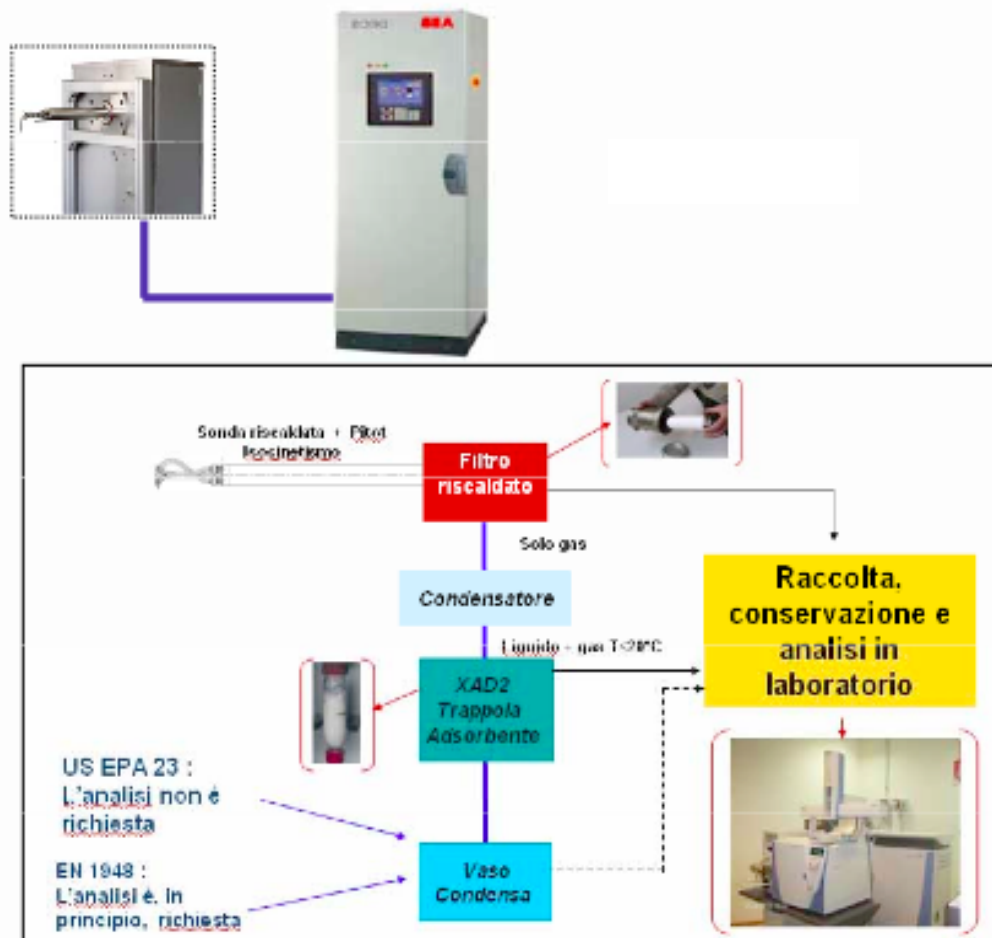 Sonda riscaldata + Pitot
Isocinetismo
Filtro
riscaldato
Solo gas
Condensatore
Liquido + gas T<20°C
XAD2
Trappola
Adsorbente
Raccolta,
conservazione e
analisi in
laboratorio
US EPA 23 :
L'analisi non è
richiesta
EN 1948 :
L'analisi è, in
principio, richiesta
Vaso
Condensa